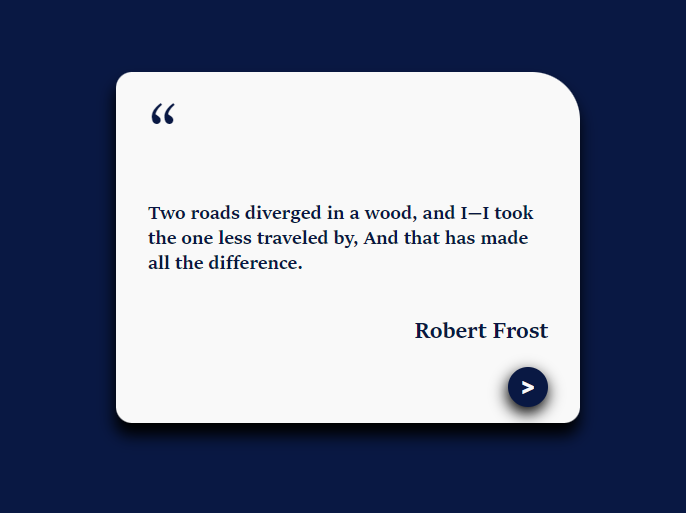 “
Two roads diverged in a wood, and I—I took
the one less traveled by, And that has made
all the difference.
Robert Frost
>